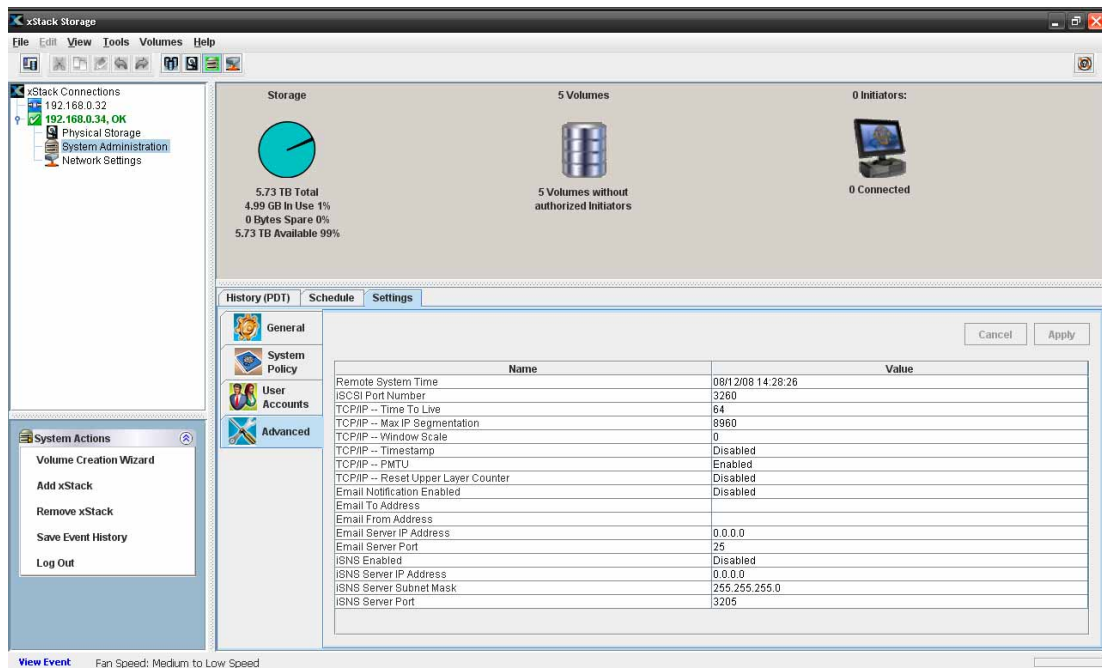 xStack Storage
File Edit View Tools Volumes Help
xStack Connections
192.168.0.32
192.168.0.34, OK
Physical Storage
System Administration
Network Settings
Storage
5.73 TB Total
4.99 GB In Use 1%
0 Bytes Spare 0%
5.73 TB Available 99%
5 Volumes
5 Volumes without
authorized Initiators
0 Initiators:
0 Connected
History (PDT) Schedule Settings
General
System
Policy
User
Accounts
Advanced
Cancel Apply
Name Value
Remote System Time 08/12/08 14:28:26
iSCSI Port Number 3260
TCP/IP -- Time To Live 64
TCP/IP -- Max IP Segmentation 8960
TCP/IP -- Window Scale 0
TCP/IP -- Timestamp Disabled
TCP/IP -- PMTU Enabled
TCP/IP -- Reset Upper Layer Counter Disabled
Email Notification Enabled Disabled
Email To Address
Email From Address
Email Server IP Address 0.0.0.0
Email Server Port 25
iSNS Enabled Disabled
iSNS Server IP Address 0.0.0.0
iSNS Server Subnet Mask 255.255.255.0
iSNS Server Port 3205
System Actions
Volume Creation Wizard
Add xStack
Remove xStack
Save Event History
Log Out
View Event Fan Speed: Medium to Low Speed